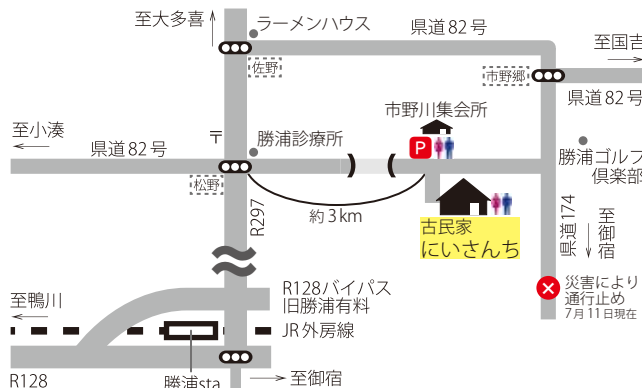 至大多喜
ラーメンハウス
県道82号
至国吉
佐野
市野郷
県道82号
市野川集会所
至小湊
〒
勝浦診療所
P
県道82号
勝浦ゴルフ
倶楽部
松野
約3km
古民家
にいさんち
R297
県道174
至御宿
R128バイパス
旧勝浦有料
災害により
通行止め
7月11日現在
至鴨川
JR外房線
R128
勝浦sta.
至御宿